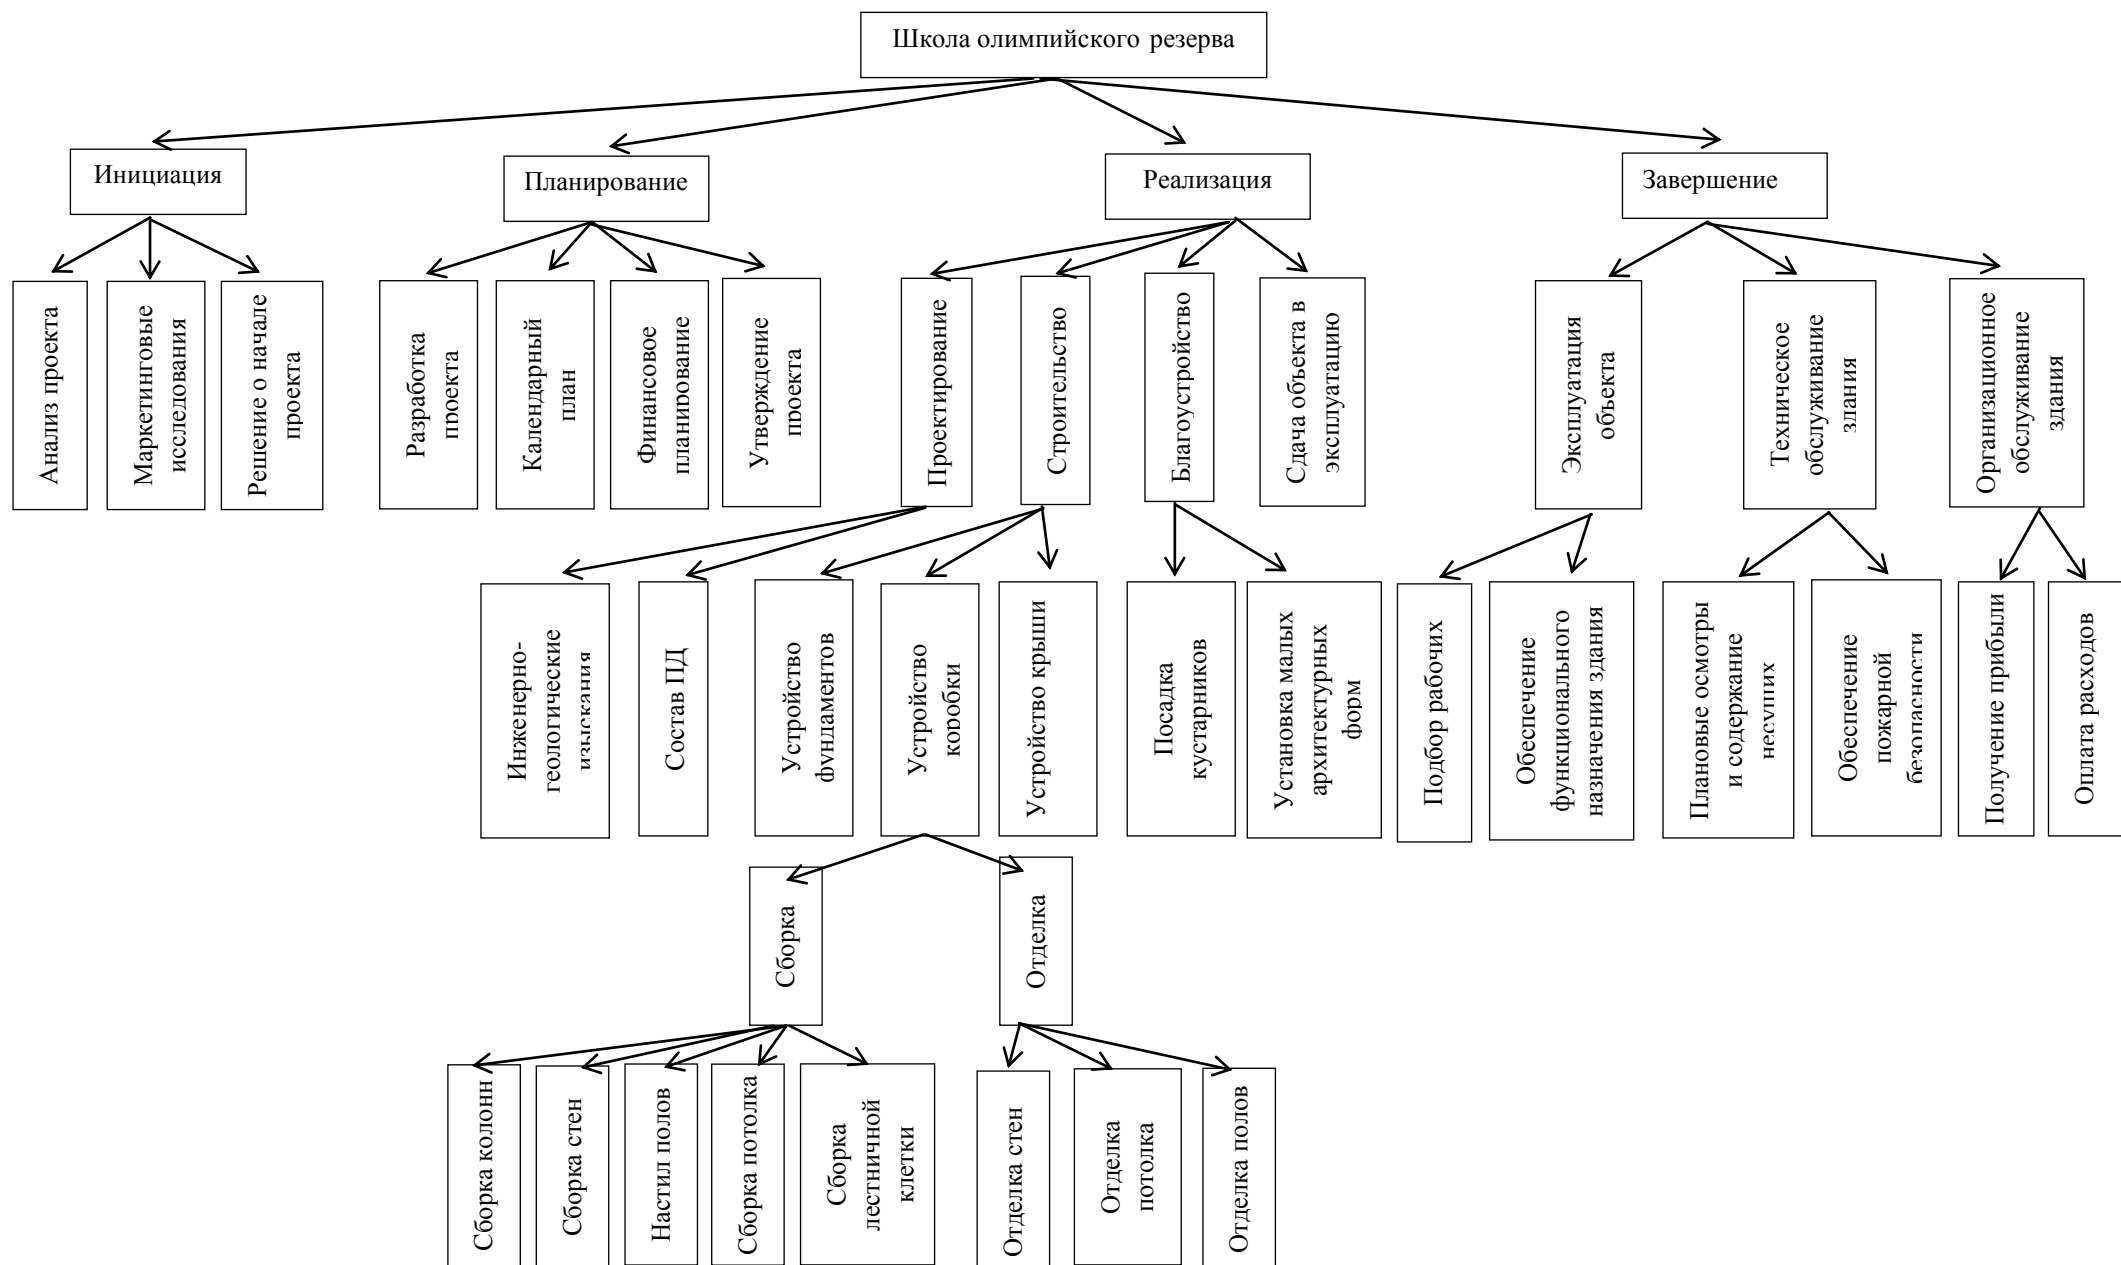 Школа олимпийского резерва
Инициация
Планирование
Реализация
Завершение
Анализ проекта
Маркетинговые
исследования
Решение о начале
проекта
Разработка
проекта
Календарный
план
Финансовое
планирование
Утверждение
проекта
Проектирование
Строительство
Благоустройство
Сдача объекта в
эксплуатацию
Эксплуатация
объекта
Техническое
обслуживание
здания
Организационное
обслуживание
здания
Инженерно-
геологические
изыскания
Состав ПД
Устройство
фундаментов
Устройство
коробки
Устройство крыши
Посадка
кустарников
Установка малых
архитектурных
форм
Подбор рабочих
Обеспечение
функционального
назначения здания
Плановые осмотры
и содержание
несущих
Обеспечение
пожарной
безопасности
Получение прибыли
Оплата расходов
Сборка
Отделка
Сборка колонн
Сборка стен
Настил полов
Сборка потолка
Сборка
лестничной
клетки
Отделка стен
Отделка
потолка
Отделка полов